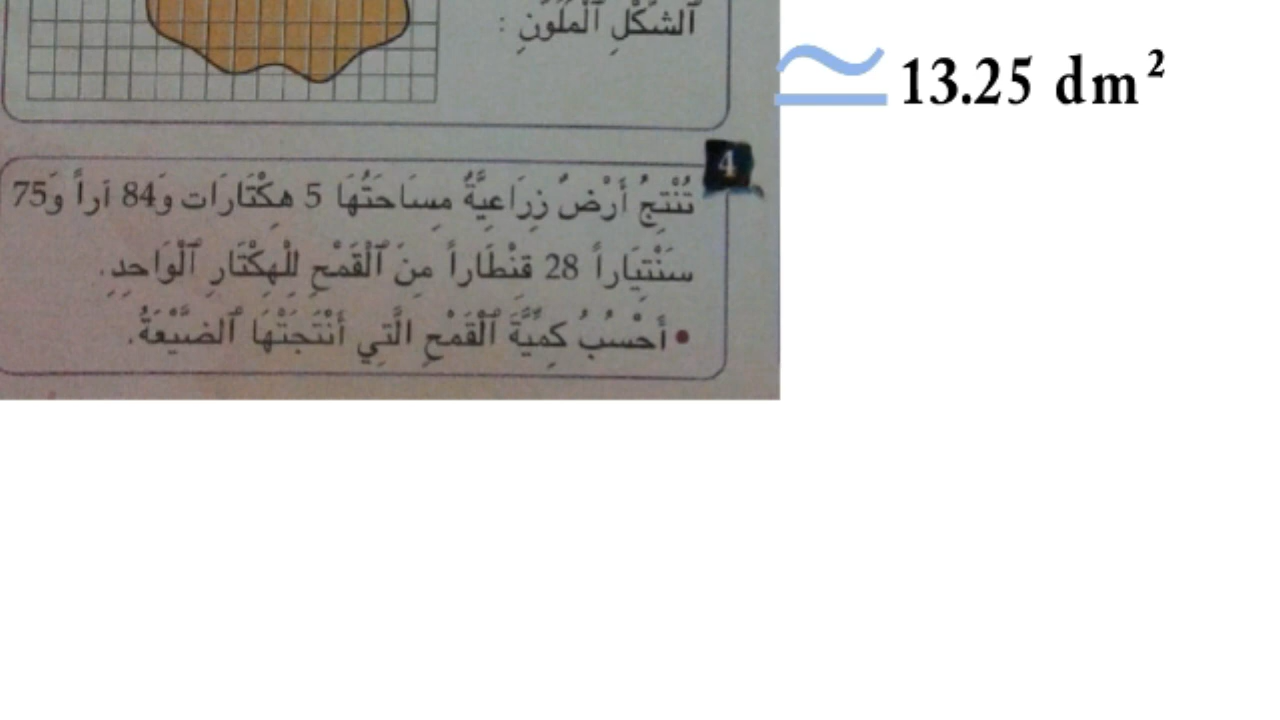 ٱلشَّكْلِ ٱلْمُلَوَّنِ :
≃ 13.25 dm²
4
تُنْتِجُ أَرْضٌ زِرَاعِيَّةٌ مِسَاحَتُهَا 5 هِكْتَارَات وَ84 آراً وَ75
سَنْتِيَاراً 28 قِنْطَاراً مِنَ ٱلْقَمْحِ لِلْهِكْتَارِ ٱلْوَاحِدِ.
• أَحْسُبُ كَمِّيَّةَ ٱلْقَمْحِ الَّتِي أَنْتَجَتْهَا ٱلضَّيْعَةُ.